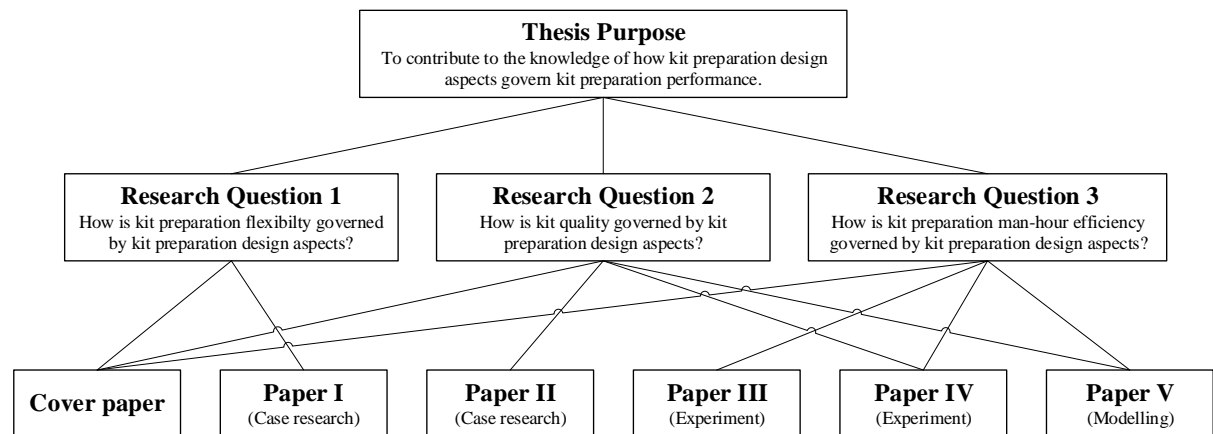 Thesis Purpose
To contribute to the knowledge of how kit preparation design
aspects govern kit preparation performance.
Research Question 1
How is kit preparation flexibilty governed
by kit preparation design aspects?
Research Question 2
How is kit quality governed by kit
preparation design aspects?
Research Question 3
How is kit preparation man-hour efficiency
governed by kit preparation design aspects?
Cover paper
Paper I
(Case research)
Paper II
(Case research)
Paper III
(Experiment)
Paper IV
(Experiment)
Paper V
(Modelling)